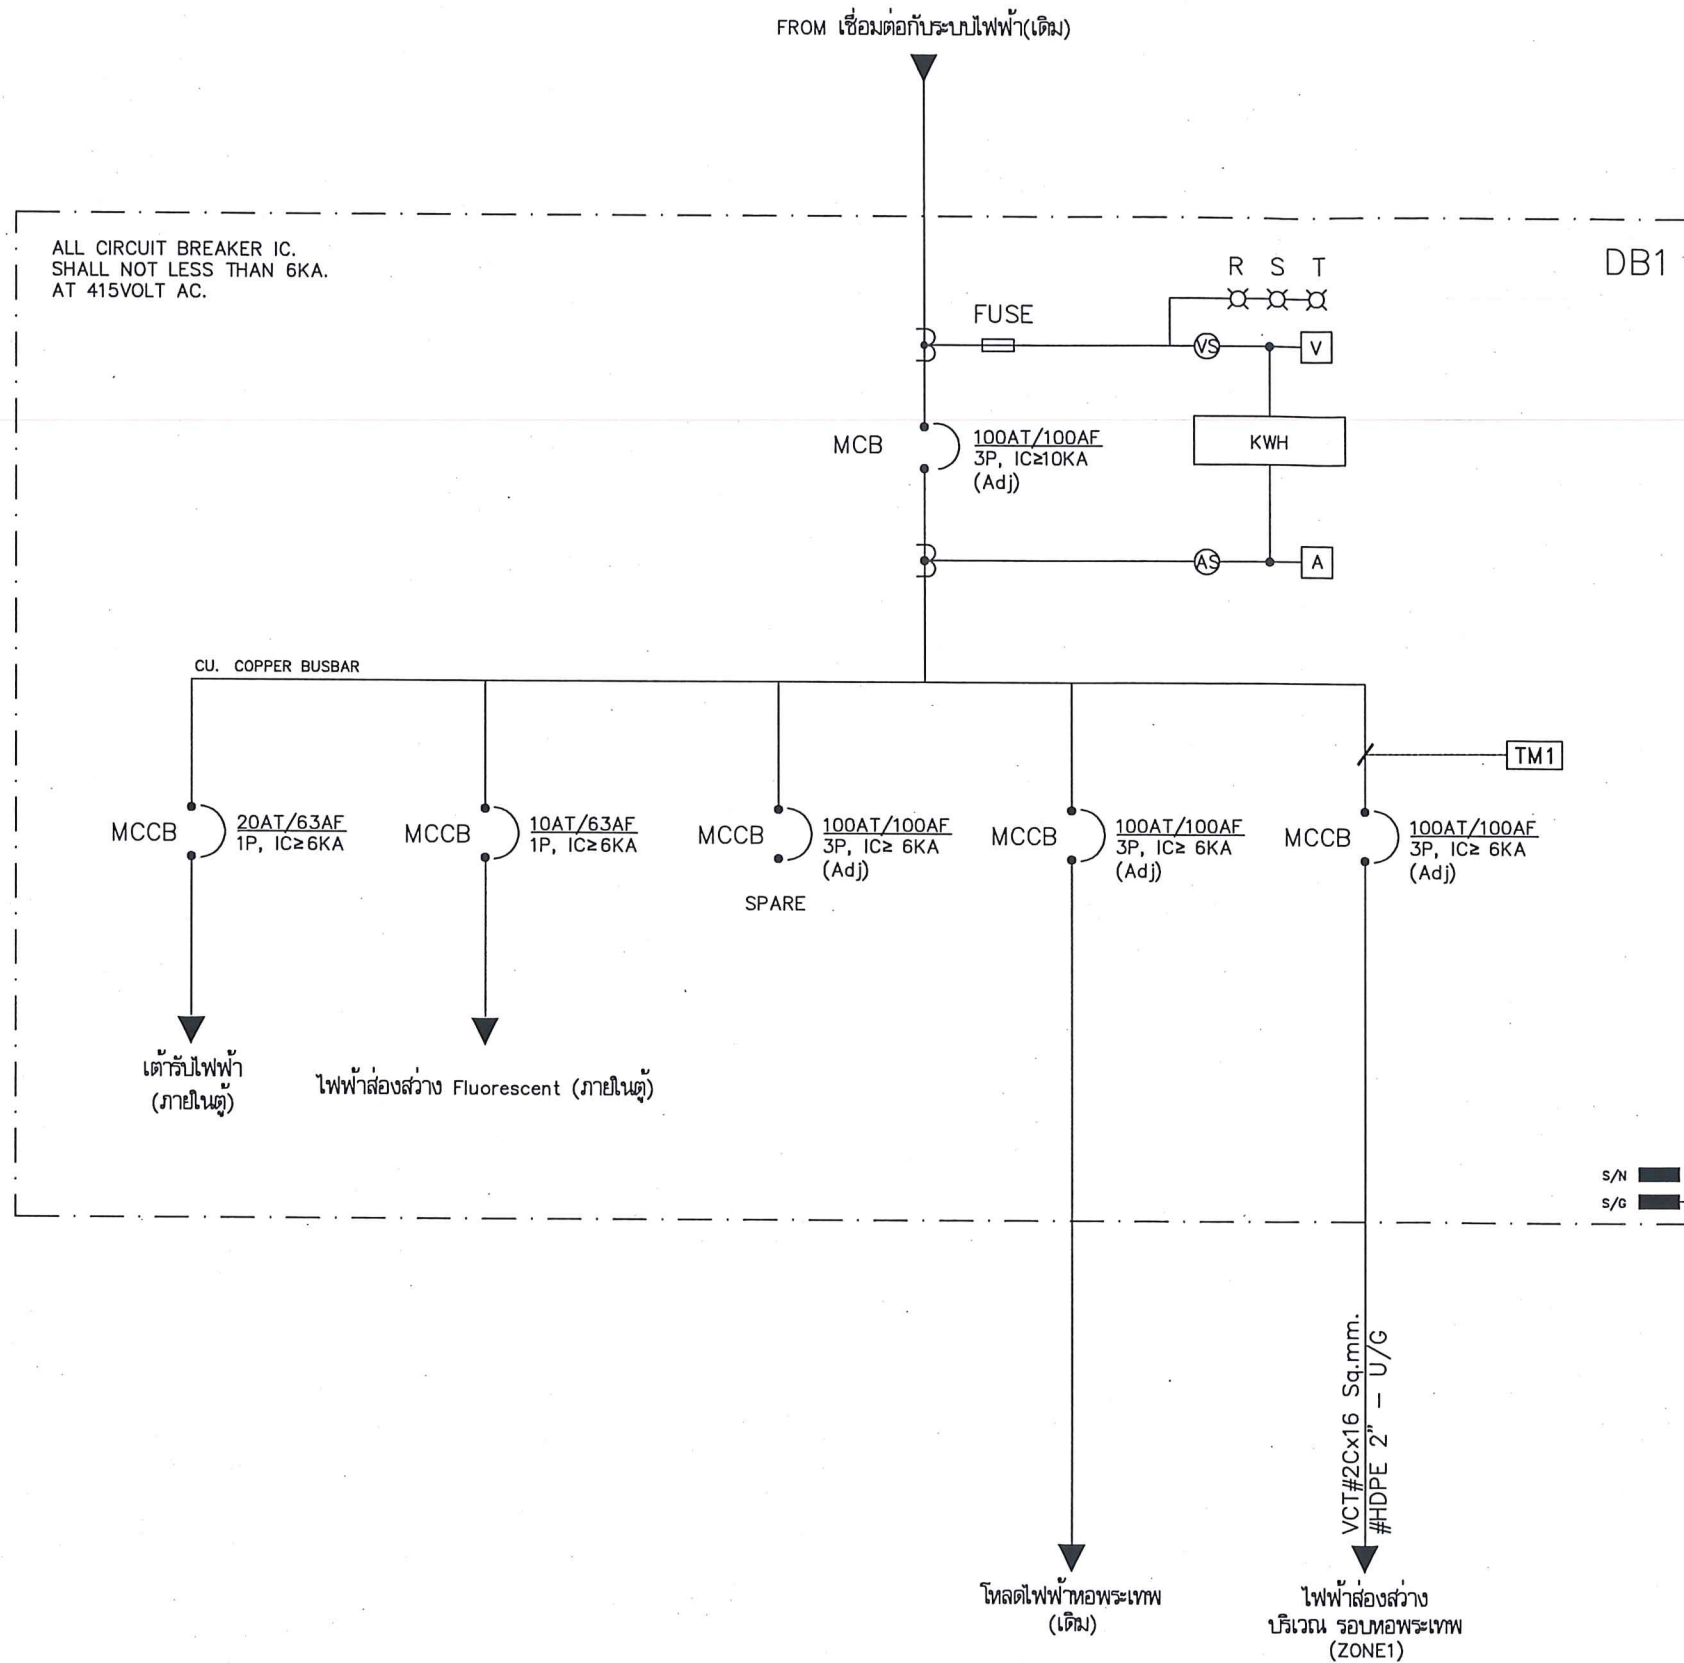 FROM เชื่อมต่อกับระบบไฟฟ้า(เดิม)
ALL CIRCUIT BREAKER IC.
SHALL NOT LESS THAN 6KA.
AT 415VOLT AC.
DB1
R S T
FUSE
VS
V
MCB
100AT/100AF
3P, IC≥10KA
(Adj)
KWH
AS
A
CU. COPPER BUSBAR
TM1
MCCB
20AT/63AF
1P, IC≥6KA
MCCB
10AT/63AF
1P, IC≥6KA
MCCB
100AT/100AF
3P, IC≥ 6KA
(Adj)
SPARE
MCCB
100AT/100AF
3P, IC≥ 6KA
(Adj)
MCCB
100AT/100AF
3P, IC≥ 6KA
(Adj)
เต้ารับไฟฟ้า
(ภายในตู้)
ไฟฟ้าส่องสว่าง Fluorescent (ภายในตู้)
S/N
S/G
VCT#2Cx16 Sq.mm.
#HDPE 2" – U/G
โหลดไฟฟ้าหอพระเทพ
(เดิม)
ไฟฟ้าส่องสว่าง
บริเวณ รอบหอพระเทพ
(ZONE1)